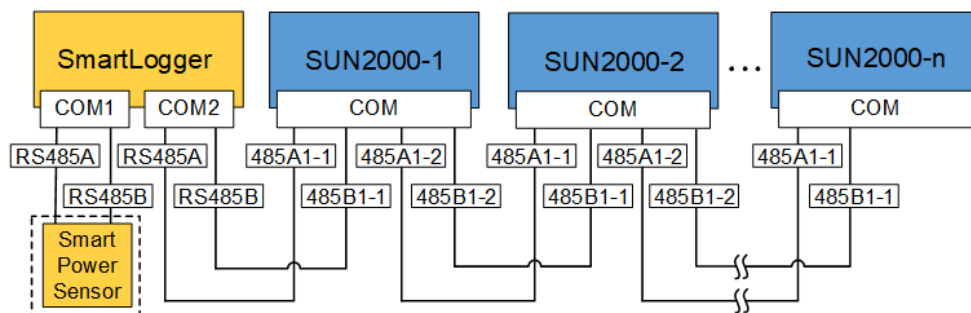 SmartLogger
SUN2000-1
SUN2000-2
...
SUN2000-n
COM1
COM2
COM
COM
COM
RS485A
RS485A
485A1-1
485A1-2
485A1-1
485A1-2
485A1-1
RS485B
RS485B
485B1-1
485B1-2
485B1-1
485B1-2
485B1-1
Smart
Power
Sensor